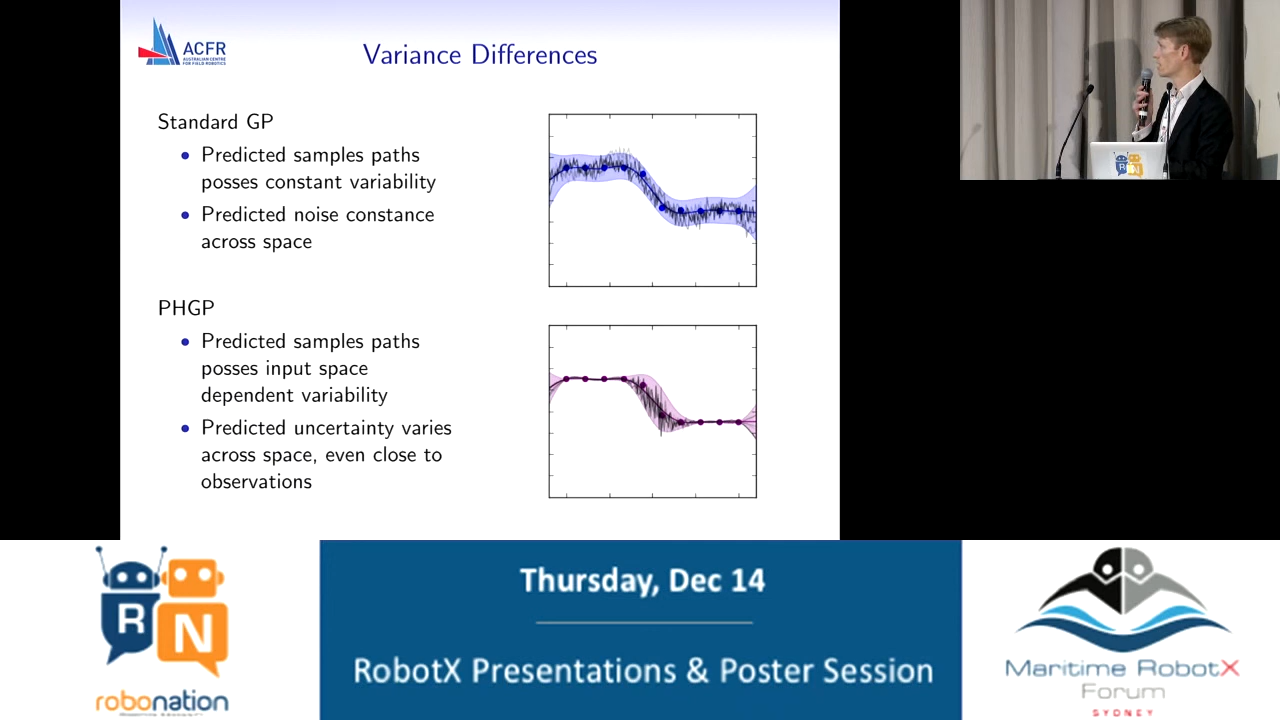 ACFR
AUSTRALIAN CENTRE
FOR FIELD ROBOTICS
Variance Differences
Standard GP
Predicted samples paths
posses constant variability
Predicted noise constance
across space
PHGP
Predicted samples paths
posses input space
dependent variability
Predicted uncertainty varies
across space, even close to
observations
R N
robonation
Thursday, Dec 14
RobotX Presentations & Poster Session
Maritime RobotX
Forum
SYDNEY